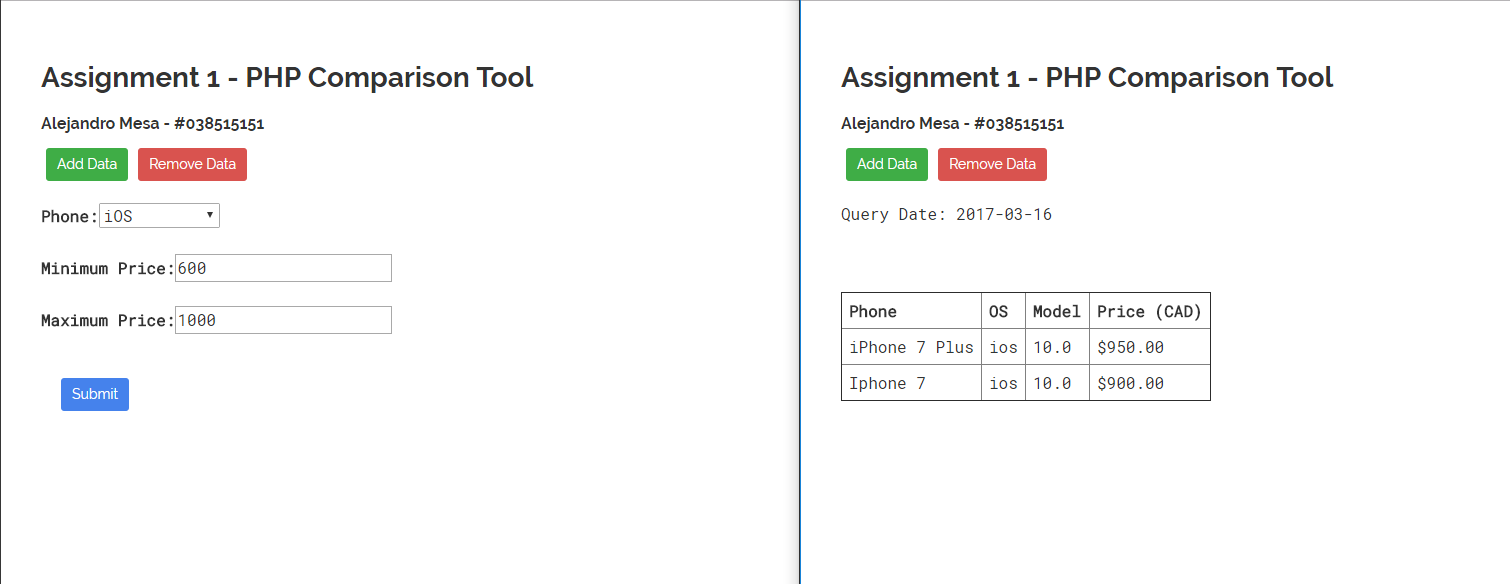 Assignment 1 - PHP Comparison Tool
Alejandro Mesa - #038515151
Add Data Remove Data
Phone: iOS
Minimum Price: 600
Maximum Price: 1000
Submit
Assignment 1 - PHP Comparison Tool
Alejandro Mesa - #038515151
Add Data Remove Data
Query Date: 2017-03-16
Phone OS Model Price (CAD)
iPhone 7 Plus ios 10.0 $950.00
Iphone 7 ios 10.0 $900.00